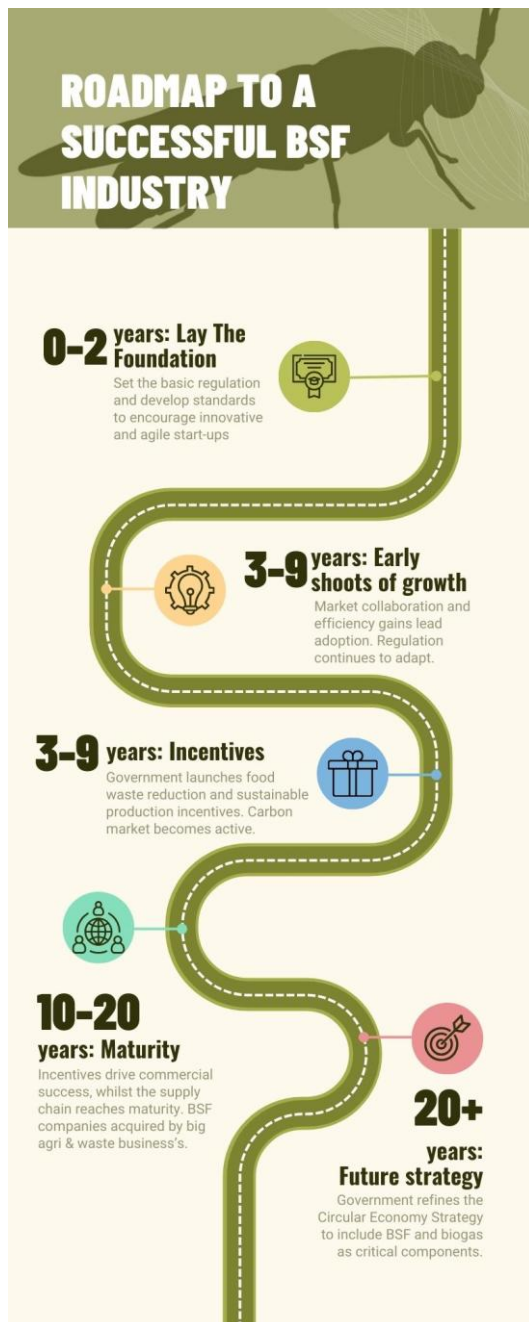 ROADMAP TO A
SUCCESSFUL BSF
INDUSTRY
0-2 years: Lay The
Foundation
Set the basic regulation
and develop standards
to encourage innovative
and agile start-ups
3-9 years: Early
shoots of growth
Market collaboration and
efficiency gains lead
adoption. Regulation
continues to adapt.
3-9 years: Incentives
Government launches food
waste reduction and sustainable
production incentives. Carbon
market becomes active.
10-20
years: Maturity
Incentives drive commercial
success, whilst the supply
chain reaches maturity. BSF
companies acquired by big
agri & waste business's.
20+
years:
Future strategy
Government refines the
Circular Economy Strategy
to include BSF and biogas
as critical components.